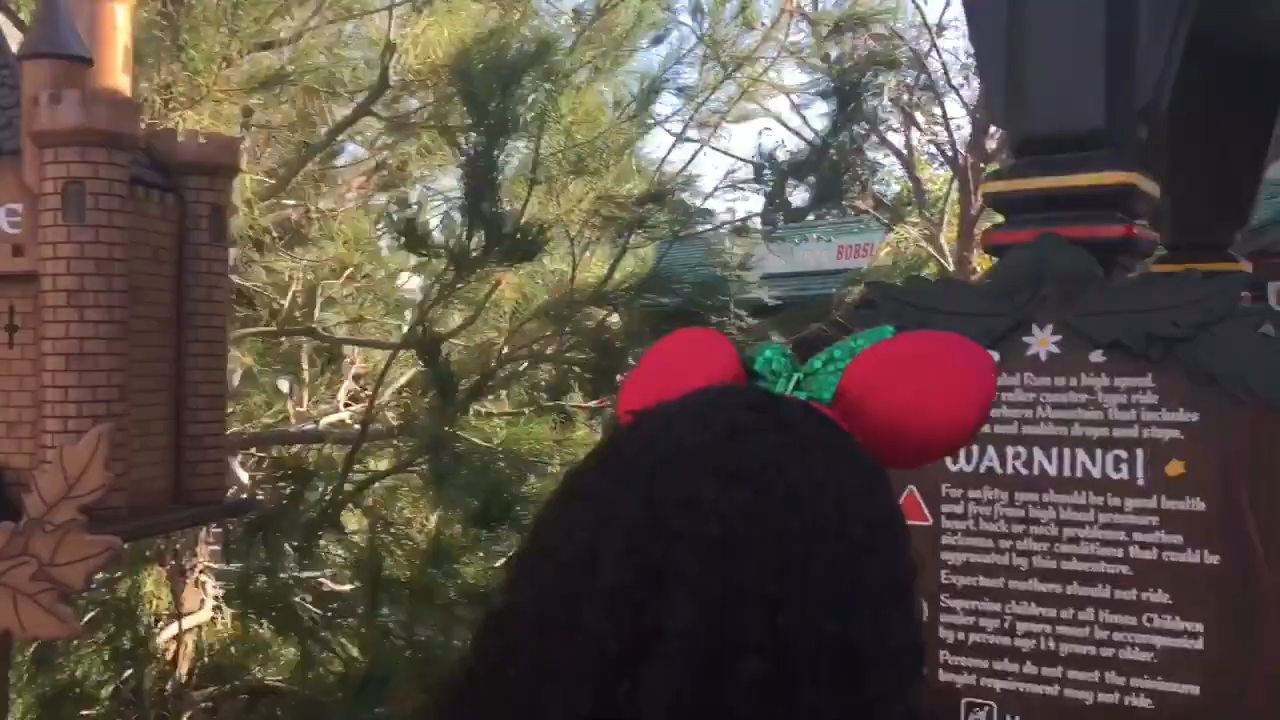 e
BOBSL
Run is a high speed,
roller coaster-type ride
Mountain that includes
and sudden drops and stops.
WARNING!
For safety you should be in good health
and free from high blood pressure
heart, back or neck problems, motion
sickness, or other conditions that could be
aggravated by this adventure.
Expectant mothers should not ride.
Supervise children at all times Children
under age 7 years must be accompanied
by a person age 14 years or older.
Persons who do not meet the minimum
height requirement may not ride.